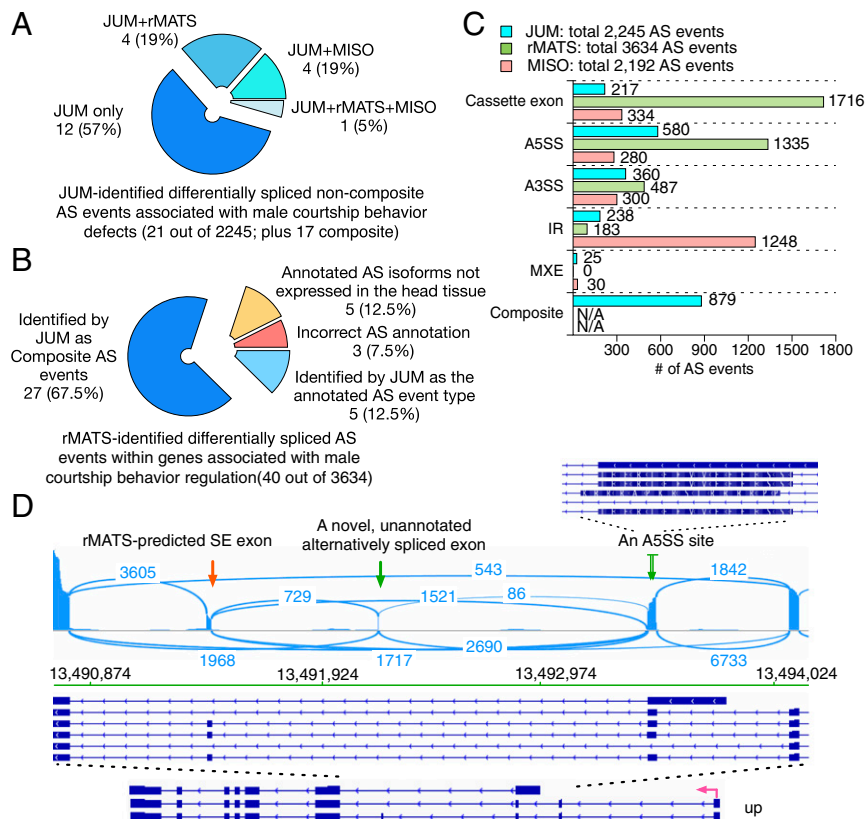 A
JUM+rMATS
4 (19%)
JUM+MISO
4 (19%)
JUM only
12 (57%)
JUM+rMATS+MISO
1 (5%)
JUM-identified differentially spliced non-composite
AS events associated with male courtship behavior
defects (21 out of 2245; plus 17 composite)
B
Annotated AS isoforms not
expressed in the head tissue
5 (12.5%)
Identified by
JUM as
Composite AS
events
27 (67.5%)
Incorrect AS annotation
3 (7.5%)
Identified by JUM as the
annotated AS event type
5 (12.5%)
rMATS-identified differentially spliced AS
events within genes associated with male
courtship behavior regulation(40 out of 3634)
C
JUM: total 2,245 AS events
rMATS: total 3634 AS events
MISO: total 2,192 AS events
Cassette exon
217
1716
334
A5SS
580
1335
280
A3SS
360
487
300
IR
238
183
1248
MXE
25
0
30
Composite
879
N/A
N/A
300 600 900 1200 1500 1800
# of AS events
D
rMATS-predicted SE exon
A novel, unannotated
alternatively spliced exon
An A5SS site
3605
543
1842
729
1521
86
2690
1968
1717
6733
13,490,874
13,491,924
13,492,974
13,494,024
up